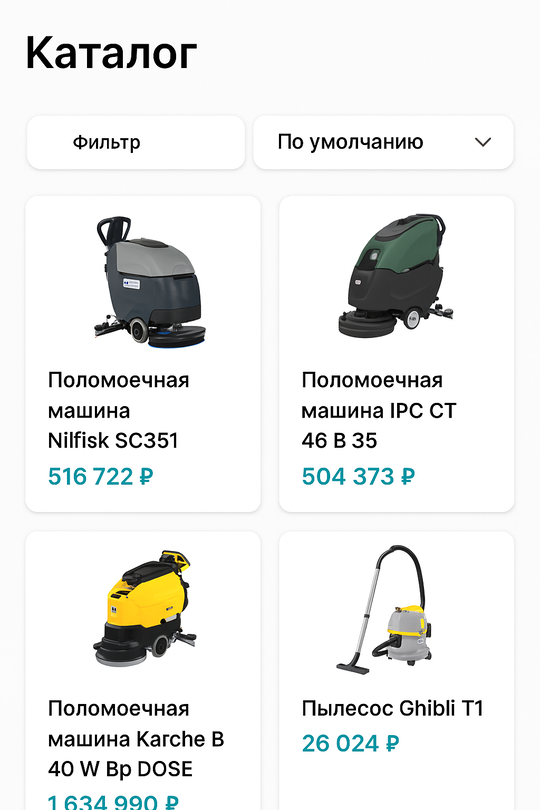 Каталог
Фильтр
По умолчанию
Поломоечная
машина
Nilfisk SC351
516 722 ₽
Поломоечная
машина IPC CT
46 B 35
504 373 ₽
Поломоечная
машина Karche B
40 W Bp DOSE
1 634 990 ₽
Пылесос Ghibli T1
26 024 ₽